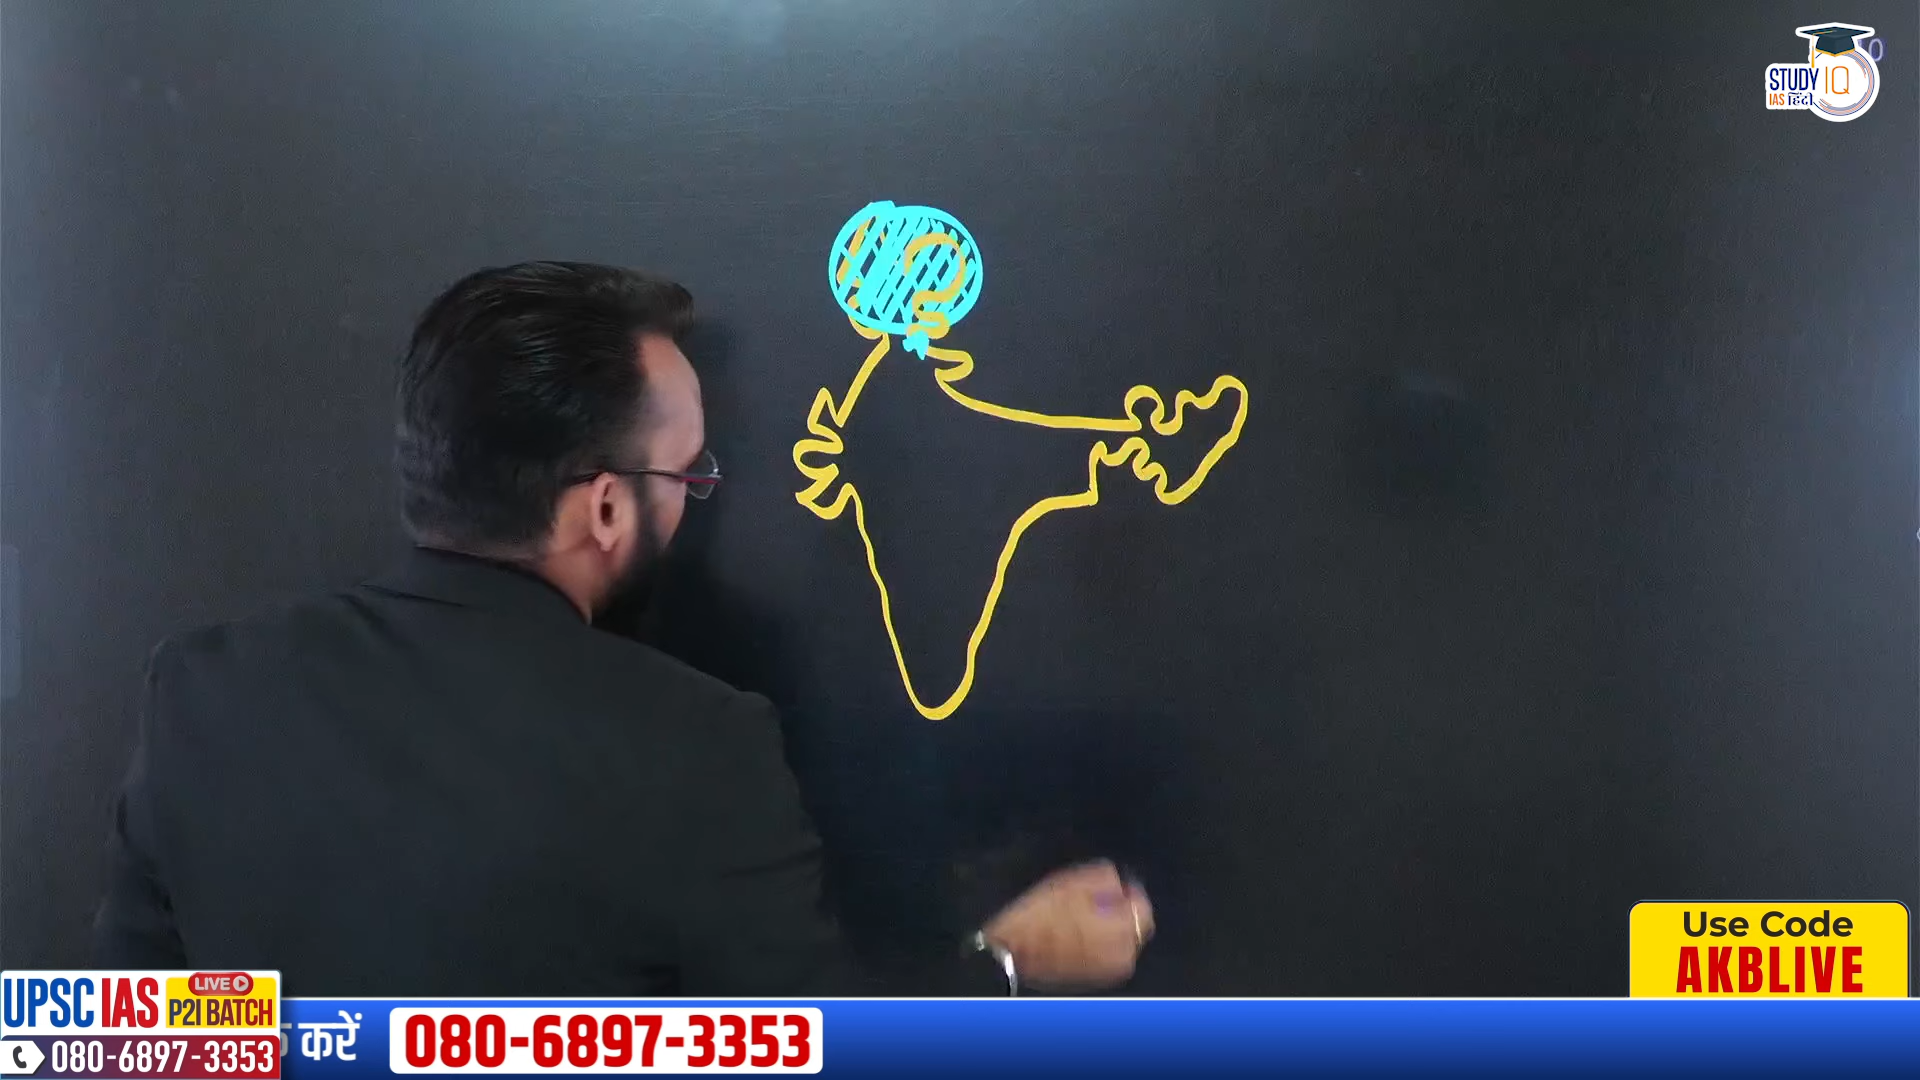 STUDY IQ
IAS हिंदी
Use Code
AKBLIVE
UPSC IAS
LIVE
P2I BATCH
080-6897-3353
करें
080-6897-3353